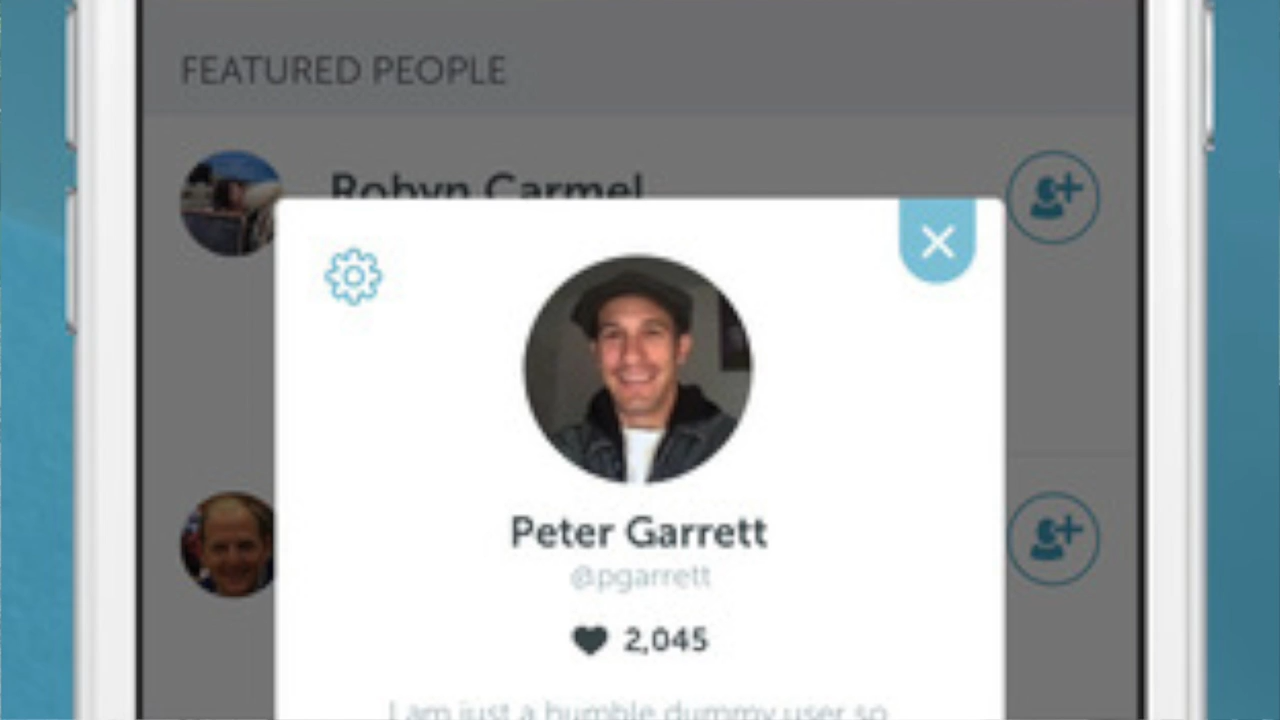 FEATURED PEOPLE
Robyn Carmel
Peter Garrett
@pgarrett
2,045
I am just a humble dummy user so